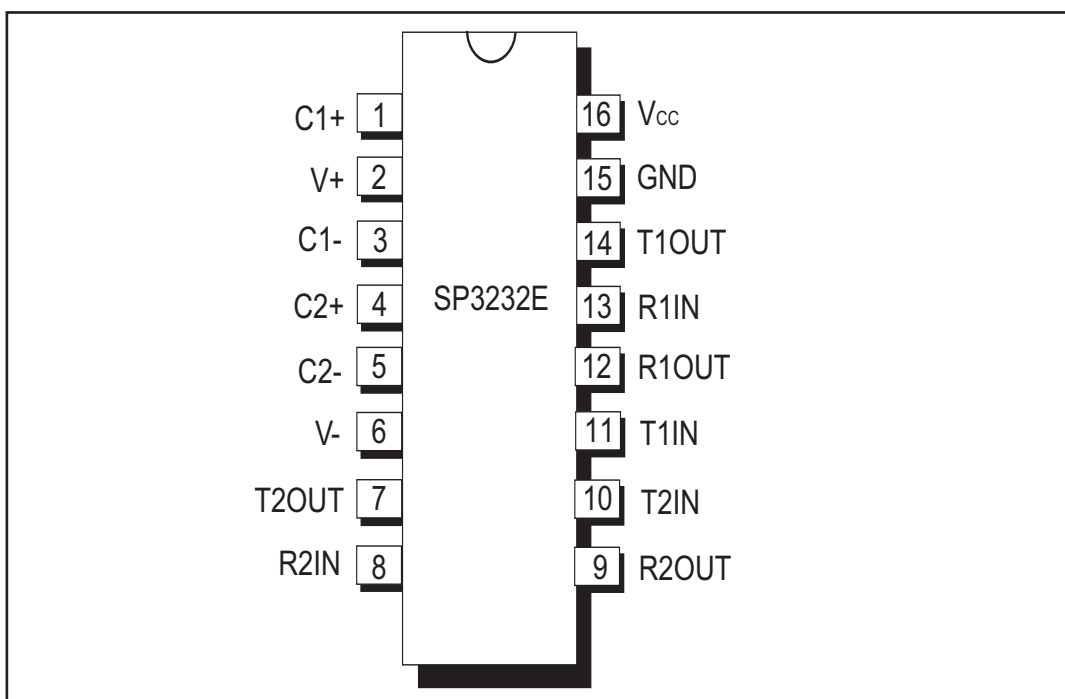 C1+ 1 16 Vcc
V+ 2 15 GND
C1- 3 14 T1OUT
C2+ 4 SP3232E 13 R1IN
C2- 5 12 R1OUT
V- 6 11 T1IN
T2OUT 7 10 T2IN
R2IN 8 9 R2OUT